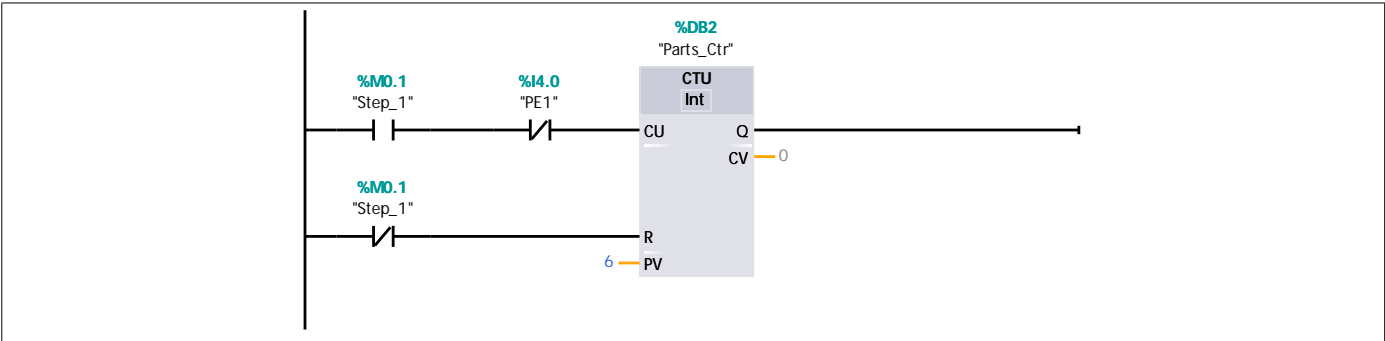 %DB2
"Parts_Ctr"
%M0.1
"Step_1"
%I4.0
"PE1"
CTU
Int
CU
Q
CV
0
%M0.1
"Step_1"
R
6
PV